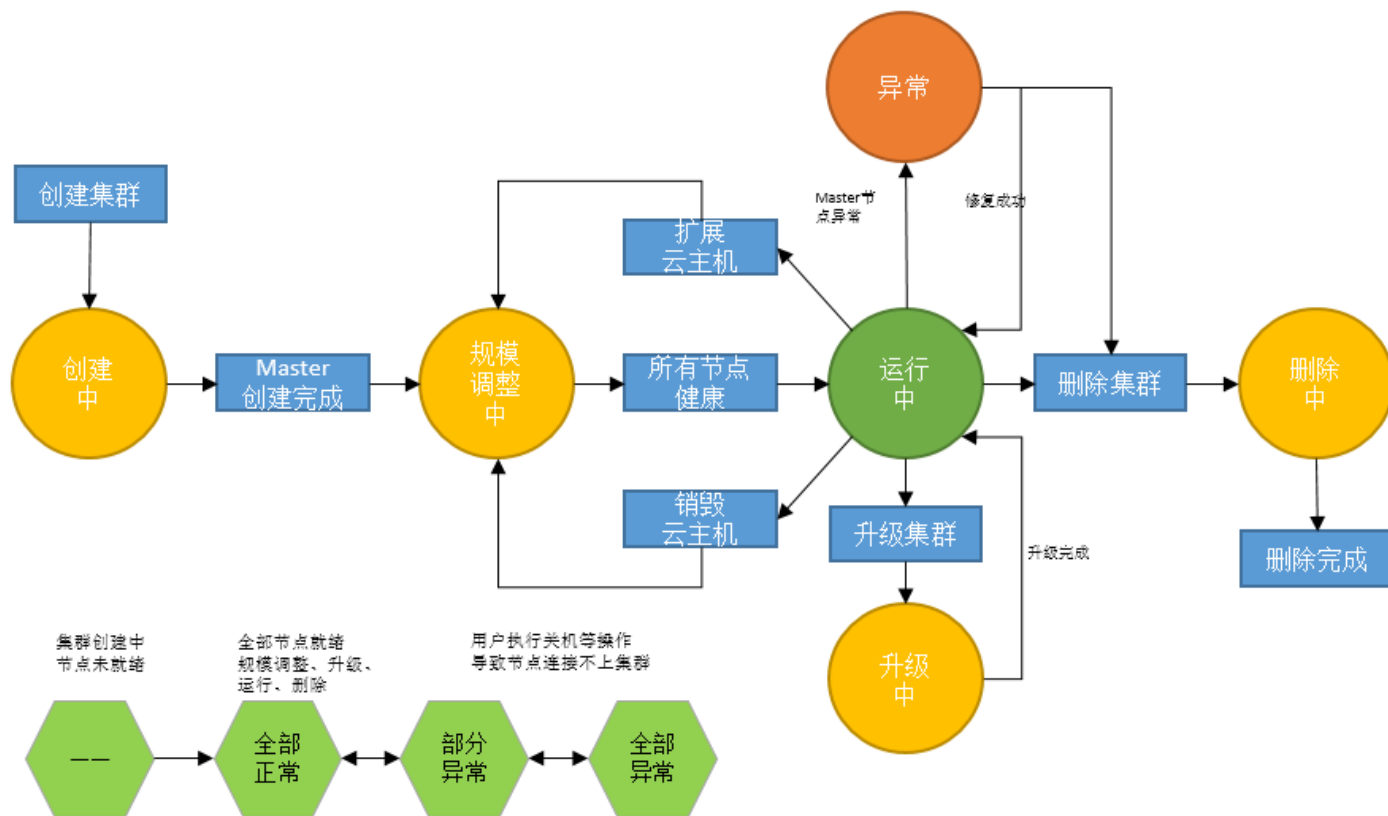 异常
创建集群
Master节
点异常
修复成功
扩展
云主机
创建
中
Master
创建完成
规模
调整
中
所有节点
健康
运行
中
删除集群
删除
中
销毁
云主机
升级集群
升级完成
删除完成
升级
中
集群创建中
节点未就绪
全部节点就绪
规模调整、升级、
运行、删除
用户执行关机等操作
导致节点连接不上集群
——
全部
正常
部分
异常
全部
异常